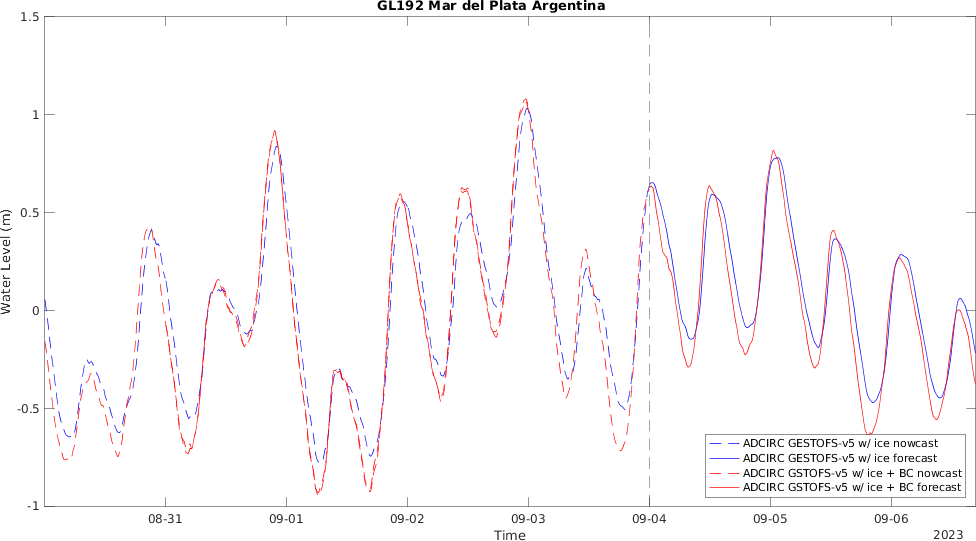 GL192 Mar del Plata Argentina
1.5
1
0.5
0
-0.5
-1
Water Level (m)
08-31
09-01
09-02
09-03
09-04
09-05
09-06
Time
2023
ADCIRC GESTOFS-v5 w/ ice nowcast
ADCIRC GESTOFS-v5 w/ ice forecast
ADCIRC GSTOFS-v5 w/ ice + BC nowcast
ADCIRC GSTOFS-v5 w/ ice + BC forecast